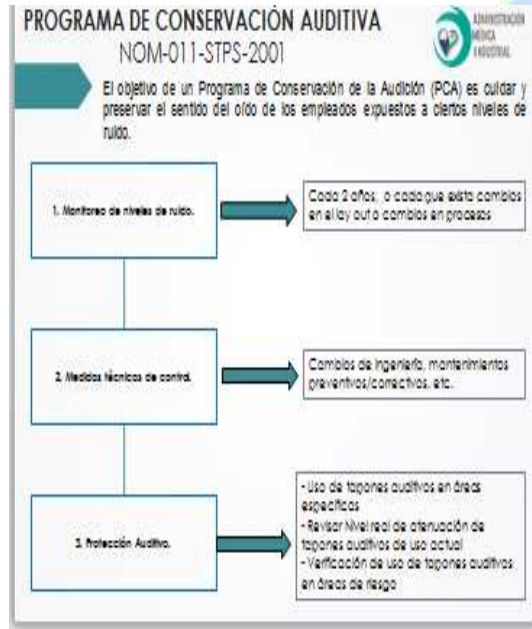 PROGRAMA DE CONSERVACIÓN AUDITIVA
NOM-011-STPS-2001
ADMINISTRACIÓN
MEDICA
INDUSTRIAL
El objetivo de un Programa de Conservación de la Audición (PCA) es cuidar y
preservar el sentido del oído de los empleados expuestos a ciertos niveles de
ruido.
1. Monitoreo de niveles de ruido.
Cada 2 años, o cada que exista cambios
en el lay out o cambios en procesos
2. Medidas técnicas de control.
Cambios de ingeniería, mantenimientos
preventivos/correctivos, etc.
3. Protección Auditiva.
- Uso de tapones auditivos en áreas
específicas
- Revisar Nivel real de atenuación de
tapones auditivos de uso actual
- Verificación de uso de tapones auditivos
en áreas de riesgo